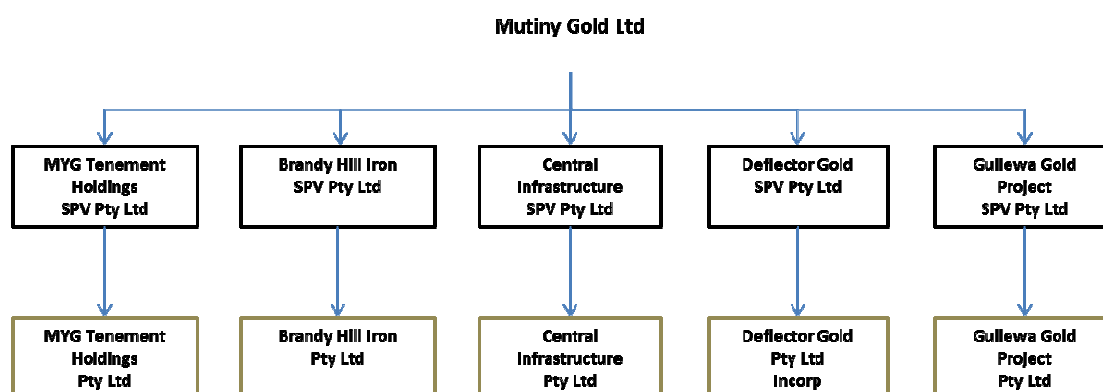 Mutiny Gold Ltd
MYG Tenement
Holdings
SPV Pty Ltd
Brandy Hill Iron
SPV Pty Ltd
Central
Infrastructure
SPV Pty Ltd
Deflector Gold
SPV Pty Ltd
Gullewa Gold
Project
SPV Pty Ltd
MYG Tenement
Holdings
Pty Ltd
Brandy Hill Iron
Pty Ltd
Central
Infrastructure
Pty Ltd
Deflector Gold
Pty Ltd
Incorp
Gullewa Gold
Project
Pty Ltd